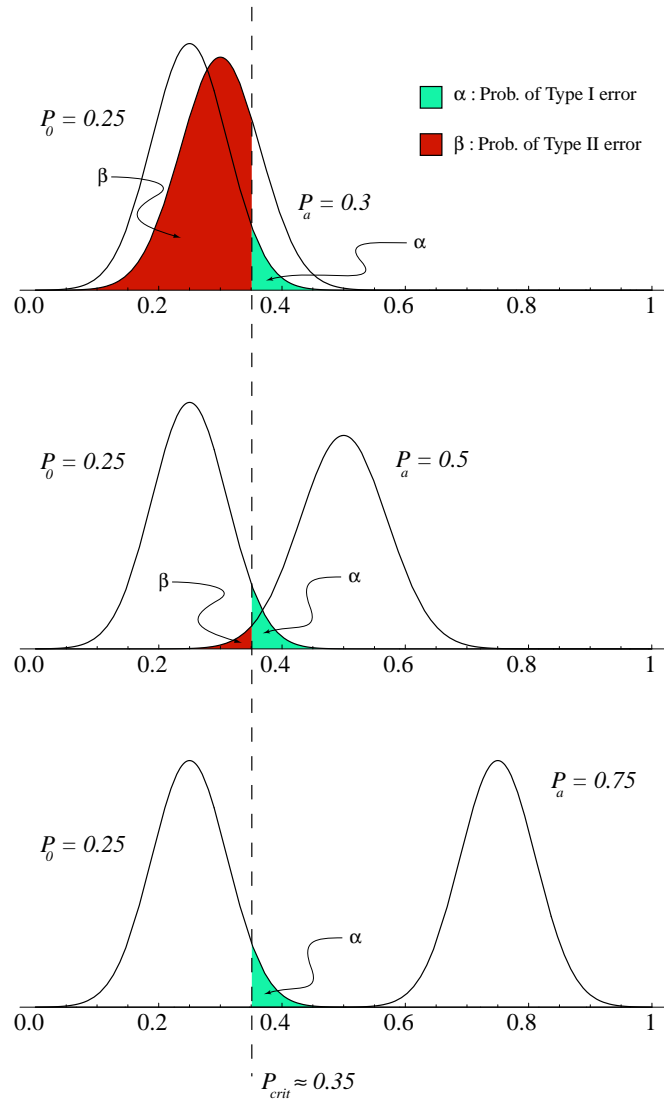 α : Prob. of Type I error
β : Prob. of Type II error
P0 = 0.25
β
Pa = 0.3
α
0.0 0.2 0.4 0.6 0.8 1
P0 = 0.25
Pa = 0.5
β
α
0.0 0.2 0.4 0.6 0.8 1
Pa = 0.75
P0 = 0.25
α
0.0 0.2 0.4 0.6 0.8 1
Pcrit ≈ 0.35